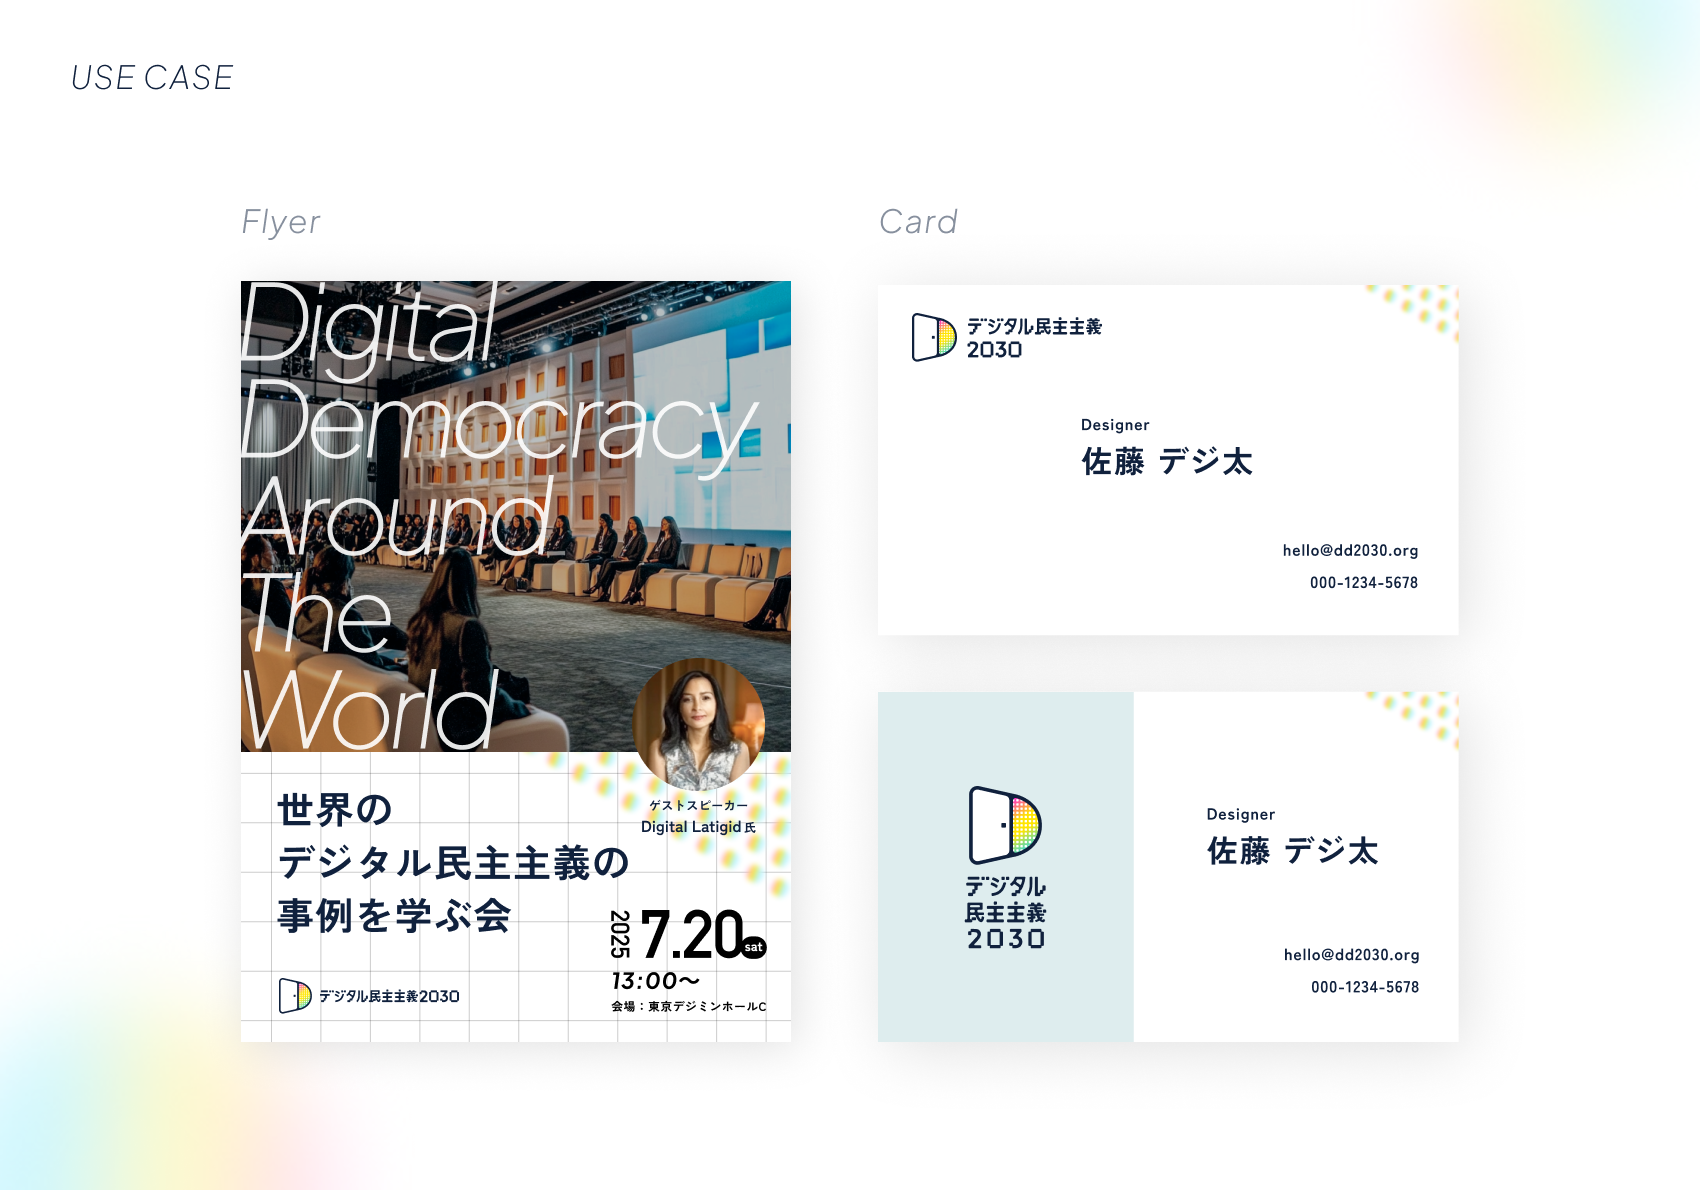 USE CASE
Flyer
Digital
Democracy
Around
The
World
ゲストスピーカー
Digital Latigid 氏
世界の
デジタル民主主義の
事例を学ぶ会
2025
7.20 sat
13:00〜
会場：東京デジミンホールC
デジタル民主主義2030
Card
デジタル民主主義
2030
Designer
佐藤 デジ太
hello@dd2030.org
000-1234-5678
デジタル
民主主義
2030
Designer
佐藤 デジ太
hello@dd2030.org
000-1234-5678